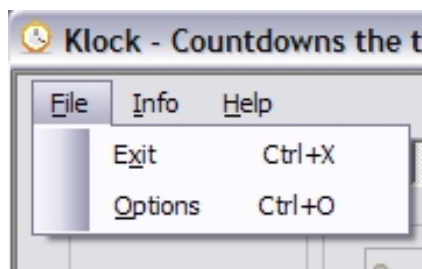 Klock - Countdowns the t
File Info Help
Exit Ctrl+X
Options Ctrl+O